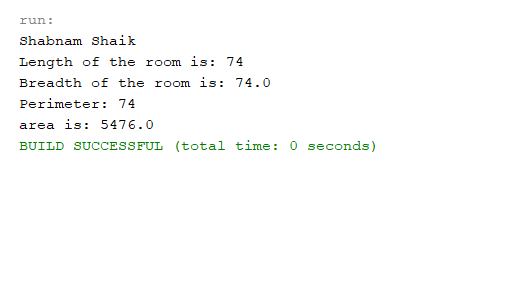 run:
Shabnam Shaik
Length of the room is: 74
Breadth of the room is: 74.0
Perimeter: 74
area is: 5476.0
BUILD SUCCESSFUL (total time: 0 seconds)